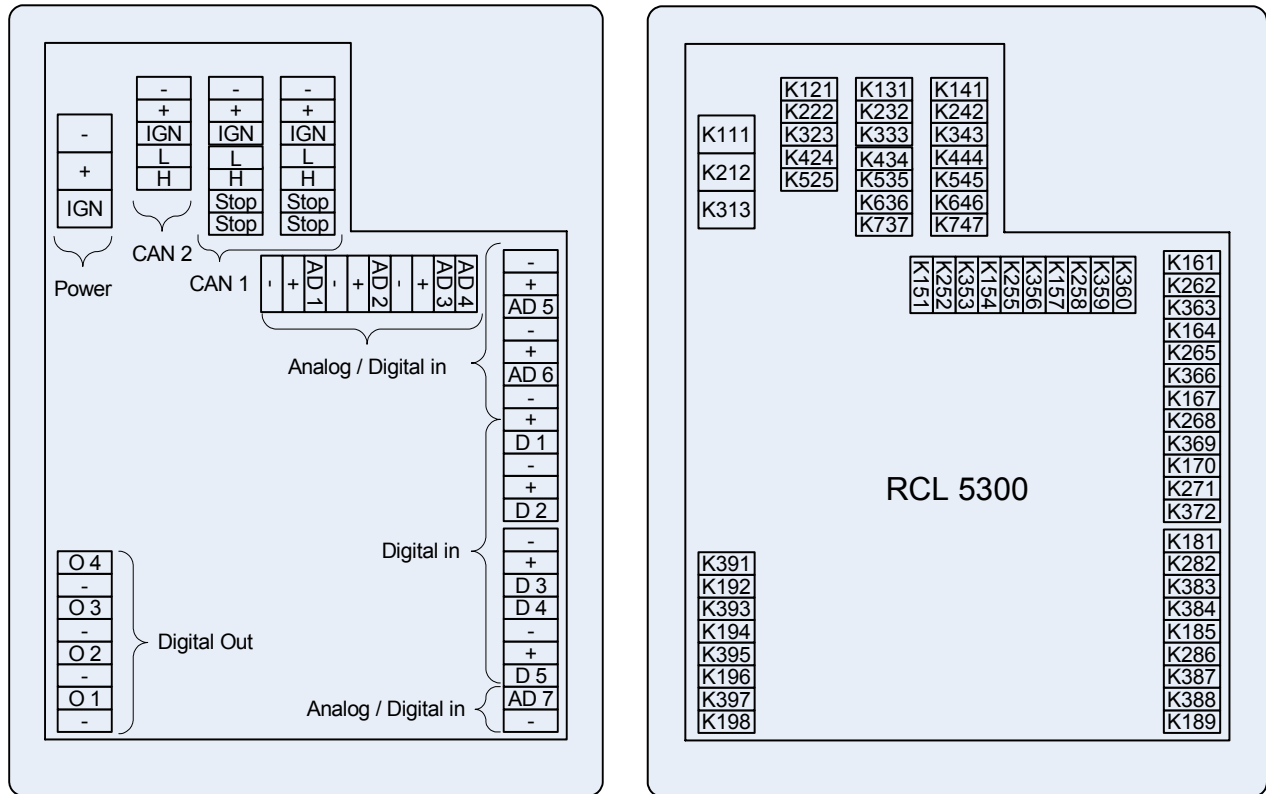 -
+
IGN
Power
-
+
IGN
L
H
CAN 2
-
+
IGN
L
H
Stop
Stop
-
+
IGN
L
H
Stop
Stop
CAN 1
-
+
AD 1
-
+
AD 2
-
+
AD 3
AD 4
Analog / Digital in
-
+
AD 5
-
+
AD 6
-
+
D 1
-
+
D 2
Digital in
-
+
D 3
D 4
-
+
D 5
AD 7
-
Analog / Digital in
O 4
-
O 3
-
O 2
-
O 1
-
Digital Out
K111
K212
K313
K121
K222
K323
K424
K525
K131
K232
K333
K434
K535
K636
K737
K141
K242
K343
K444
K545
K646
K747
K151
K252
K353
K154
K255
K356
K157
K258
K359
K360
K161
K262
K363
K164
K265
K366
K167
K268
K369
K170
K271
K372
RCL 5300
K181
K282
K383
K384
K185
K286
K387
K388
K189
K391
K192
K393
K194
K395
K196
K397
K198